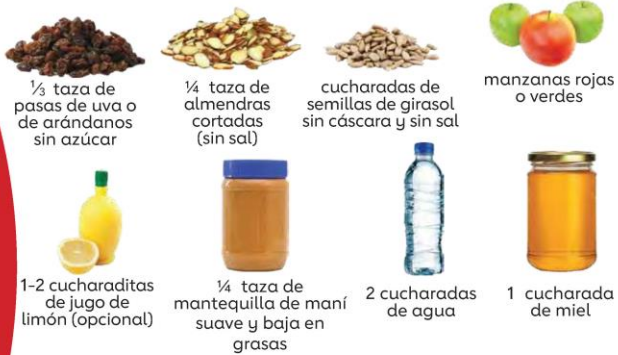 ⅓ taza de
pasas de uva o
de arándanos
sin azúcar
¼ taza de
almendras
cortadas
(sin sal)
cucharadas de
semillas de girasol
sin cáscara y sin sal
manzanas rojas
o verdes
1-2 cucharaditas
de jugo de
limón (opcional)
¼ taza de
mantequilla de maní
suave y baja en
grasas
2 cucharadas
de agua
1 cucharada
de miel